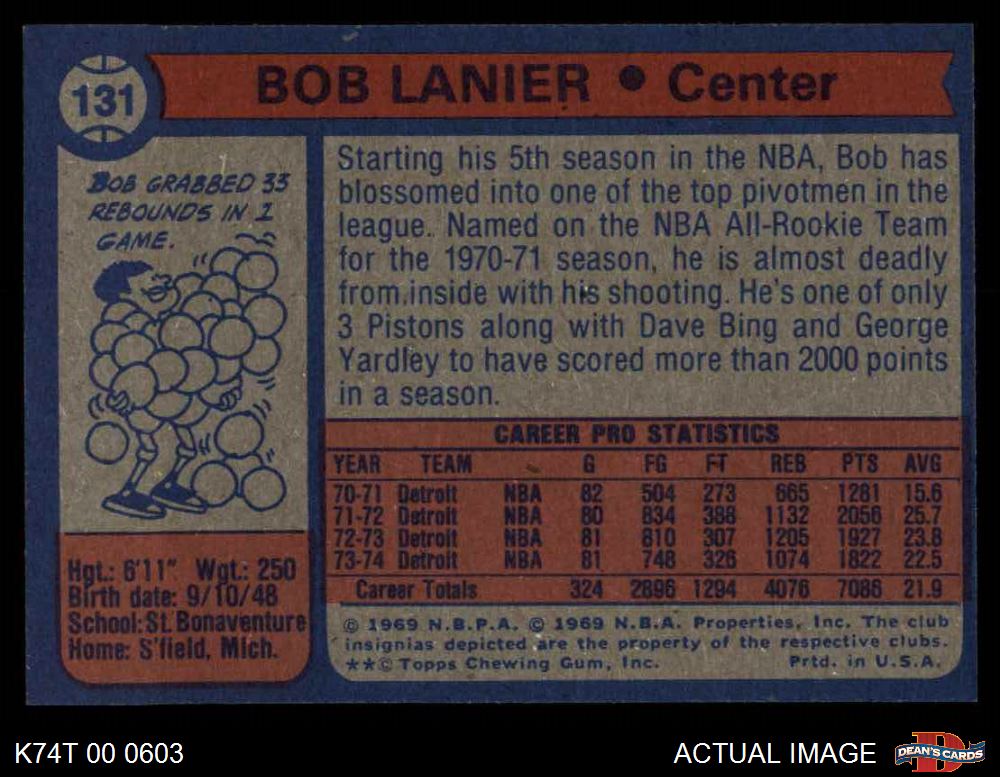 131
BOB LANIER • Center
BOB GRABBED 33
REBOUNDS IN 1
GAME.
Hgt.: 6'11" Wgt.: 250
Birth date: 9/10/48
School: St. Bonaventure
Home: S'field, Mich.
Starting his 5th season in the NBA, Bob has
blossomed into one of the top pivotmen in the
league. Named on the NBA All-Rookie Team
for the 1970-71 season, he is almost deadly
from inside with his shooting. He's one of only
3 Pistons along with Dave Bing and George
Yardley to have scored more than 2000 points
in a season.
CAREER PRO STATISTICS
YEAR TEAM G FG FT REB PTS AVG
70-71 Detroit NBA 82 504 273 665 1281 15.6
71-72 Detroit NBA 80 834 388 1132 2056 25.7
72-73 Detroit NBA 81 810 307 1205 1927 23.8
73-74 Detroit NBA 81 748 326 1074 1822 22.5
Career Totals 324 2896 1294 4076 7086 21.9
© 1969 N.B.P.A. © 1969 N.B.A. Properties, Inc. The club
insignias depicted are the property of the respective clubs.
**© Topps Chewing Gum, Inc. Prtd. in U.S.A.
K74T 00 0603
ACTUAL IMAGE
D
DEAN'S CARDS